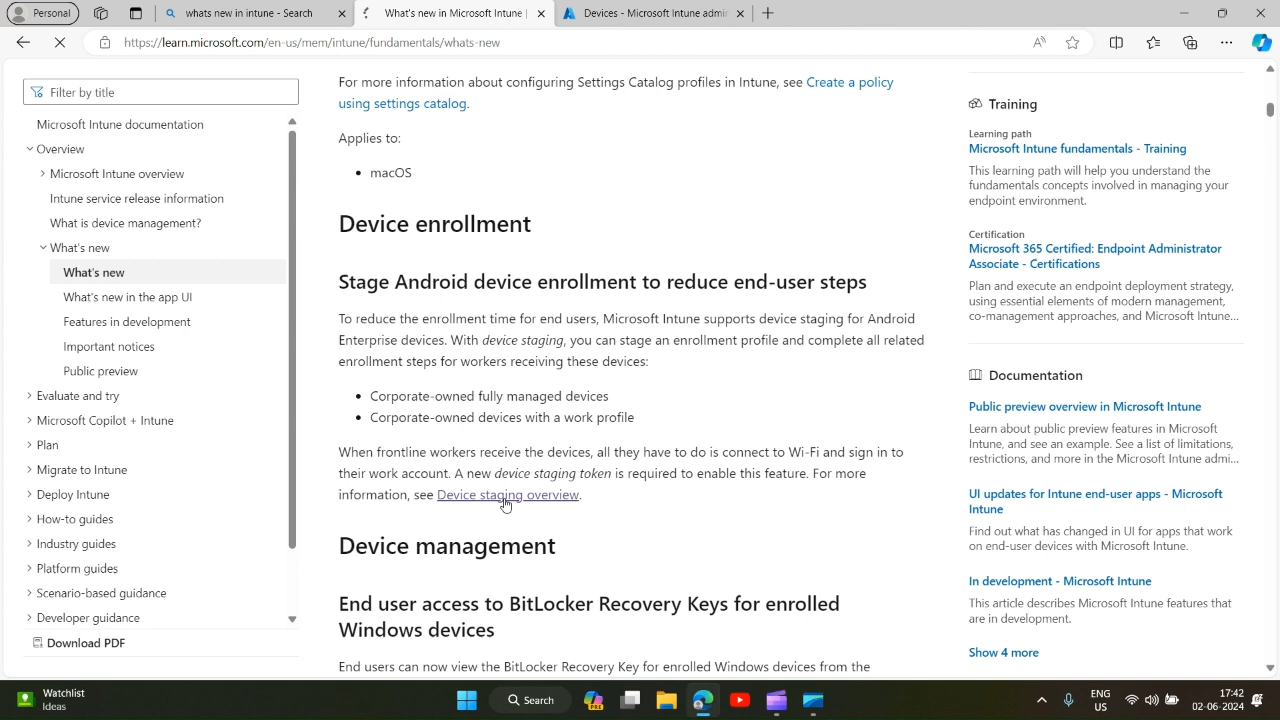 Personal
whats new in intune - Search
What's new in Microsoft Intune |
Devices - Microsoft Intune admin
https://learn.microsoft.com/en-us/mem/intune/fundamentals/whats-new
Filter by title
Microsoft Intune documentation
Overview
Microsoft Intune overview
Intune service release information
What is device management?
What's new
What's new
What's new in the app UI
Features in development
Important notices
Public preview
Evaluate and try
Microsoft Copilot + Intune
Plan
Migrate to Intune
Deploy Intune
How-to guides
Industry guides
Platform guides
Scenario-based guidance
Developer guidance
Download PDF
For more information about configuring Settings Catalog profiles in Intune, see Create a policy
using settings catalog.
Applies to:
• macOS
Device enrollment
Stage Android device enrollment to reduce end-user steps
To reduce the enrollment time for end users, Microsoft Intune supports device staging for Android
Enterprise devices. With device staging, you can stage an enrollment profile and complete all related
enrollment steps for workers receiving these devices:
• Corporate-owned fully managed devices
• Corporate-owned devices with a work profile
When frontline workers receive the devices, all they have to do is connect to Wi-Fi and sign in to
their work account. A new device staging token is required to enable this feature. For more
information, see Device staging overview.
Device management
End user access to BitLocker Recovery Keys for enrolled
Windows devices
End users can now view the BitLocker Recovery Key for enrolled Windows devices from the
Training
Learning path
Microsoft Intune fundamentals - Training
This learning path will help you understand the
fundamentals concepts involved in managing your
endpoint environment.
Certification
Microsoft 365 Certified: Endpoint Administrator
Associate - Certifications
Plan and execute an endpoint deployment strategy,
using essential elements of modern management,
co-management approaches, and Microsoft Intune...
Documentation
Public preview overview in Microsoft Intune
Learn about public preview features in Microsoft
Intune, and see an example. See a list of limitations,
restrictions, and more in the Microsoft Intune admi...
UI updates for Intune end-user apps - Microsoft
Intune
Find out what has changed in UI for apps that work
on end-user devices with Microsoft Intune.
In development - Microsoft Intune
This article describes Microsoft Intune features that
are in development.
Show 4 more
Watchlist
Ideas
Search
PRE
ENG
US
17:42
02-06-2024